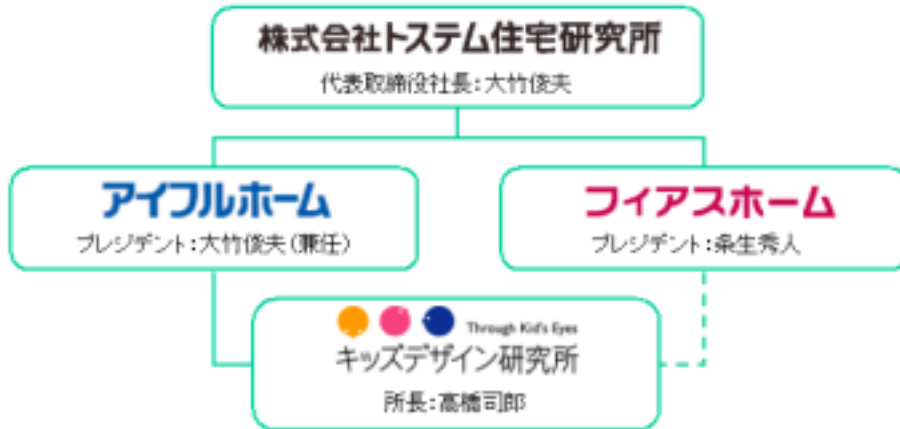 株式会社トステム住宅研究所
代表取締役社長：大竹俊夫
アイフルホーム
プレジデント：大竹俊夫（兼任）
フィアスホーム
プレジデント：条生秀人
Through Kid's Eyes
キッズデザイン研究所
所長：高橋司郎